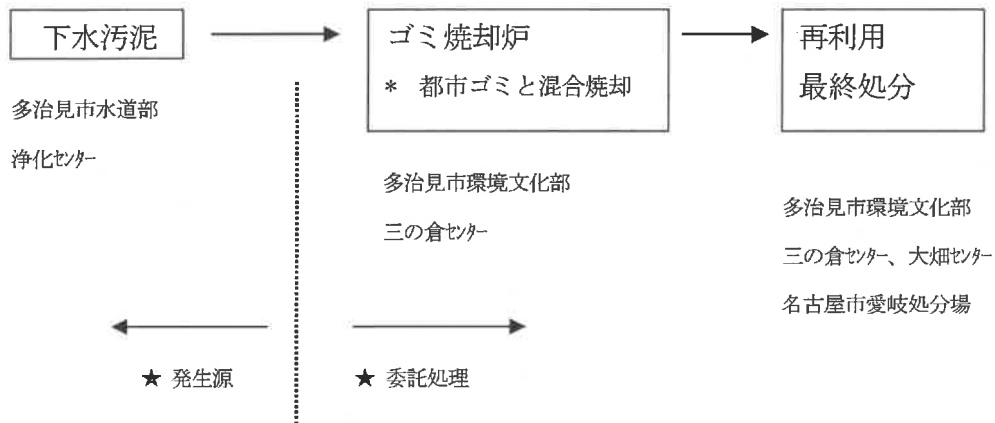 下水汚泥
多治見市水道部
浄化ｾﾝﾀｰ
ゴミ焼却炉
* 都市ゴミと混合焼却
多治見市環境文化部
三の倉ｾﾝﾀｰ
再利用
最終処分
多治見市環境文化部
三の倉ｾﾝﾀｰ、大畑ｾﾝﾀｰ
名古屋市愛岐処分場
★ 発生源
★ 委託処理